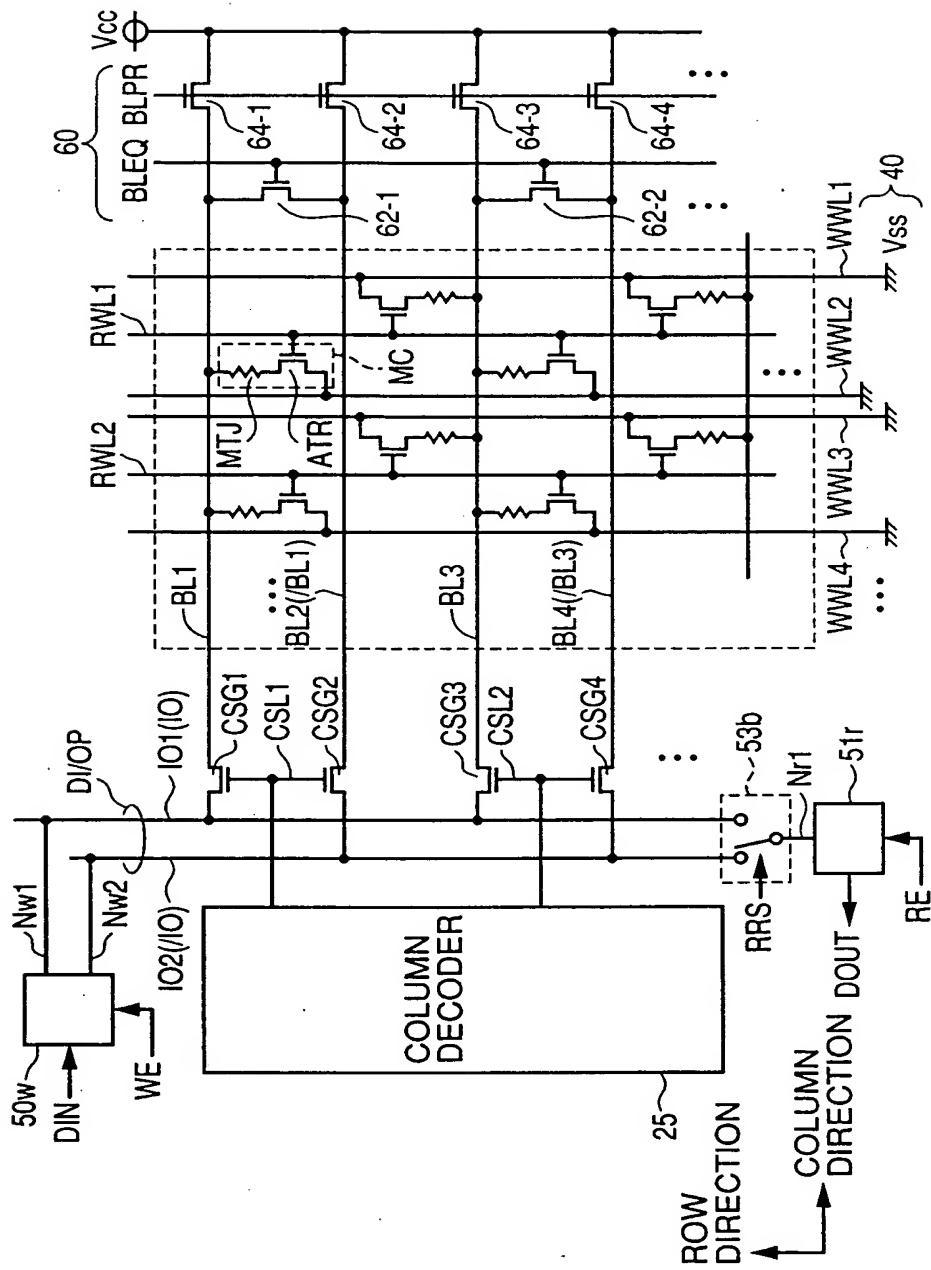 Vcc
60
BLEQ BLPR
64-1
64-2
64-3
64-4
62-1
62-2
40
Vss
WWL1
WWL2
WWL3
WWL4
RWL1
RWL2
MTJ
ATR
MC
BL1
BL2(/BL1)
BL3
BL4(/BL3)
CSG1
CSL1
CSG2
CSG3
CSL2
CSG4
DI/OP
IO1(IO)
IO2(/IO)
Nw1
Nw2
50w
DIN
WE
COLUMN
DECODER
25
53b
Nr1
51r
RRS
DOUT
RE
ROW
DIRECTION
COLUMN
DIRECTION